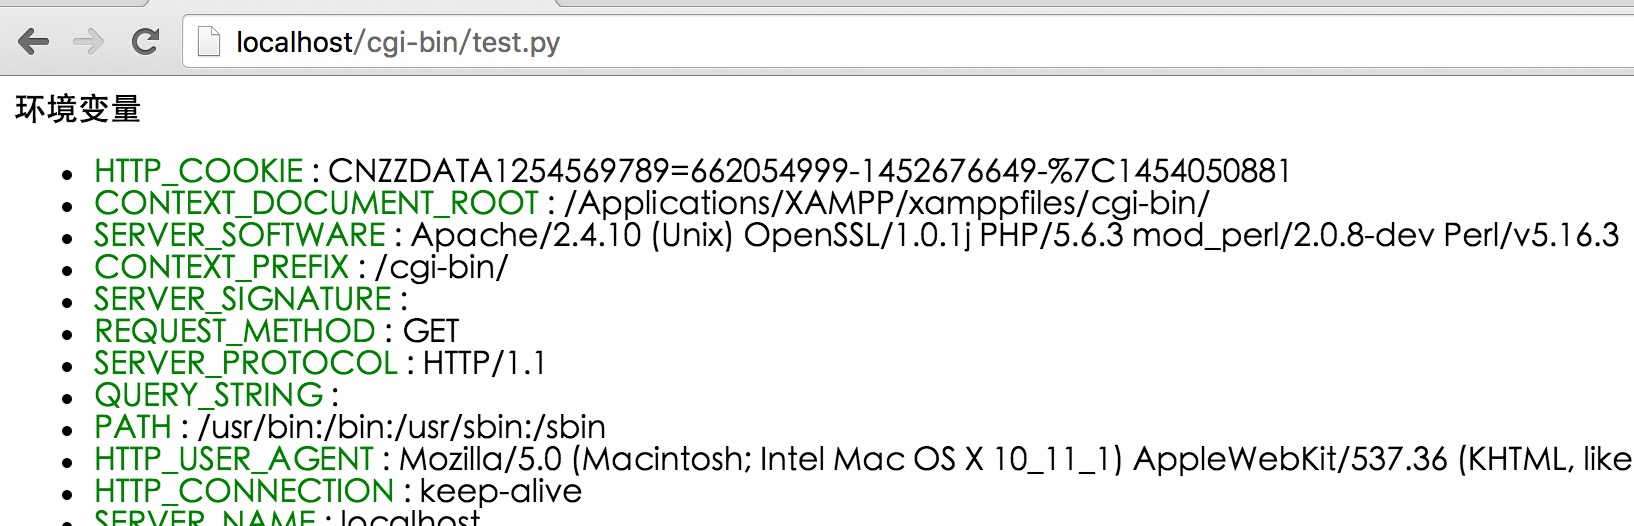 localhost/cgi-bin/test.py
环境变量
HTTP_COOKIE : CNZZDATA1254569789=662054999-1452676649-%7C1454050881
CONTEXT_DOCUMENT_ROOT : /Applications/XAMPP/xamppfiles/cgi-bin/
SERVER_SOFTWARE : Apache/2.4.10 (Unix) OpenSSL/1.0.1j PHP/5.6.3 mod_perl/2.0.8-dev Perl/v5.16.3
CONTEXT_PREFIX : /cgi-bin/
SERVER_SIGNATURE :
REQUEST_METHOD : GET
SERVER_PROTOCOL : HTTP/1.1
QUERY_STRING :
PATH : /usr/bin:/bin:/usr/sbin:/sbin
HTTP_USER_AGENT : Mozilla/5.0 (Macintosh; Intel Mac OS X 10_11_1) AppleWebKit/537.36 (KHTML, like
HTTP_CONNECTION : keep-alive
SERVER_NAME : localhost